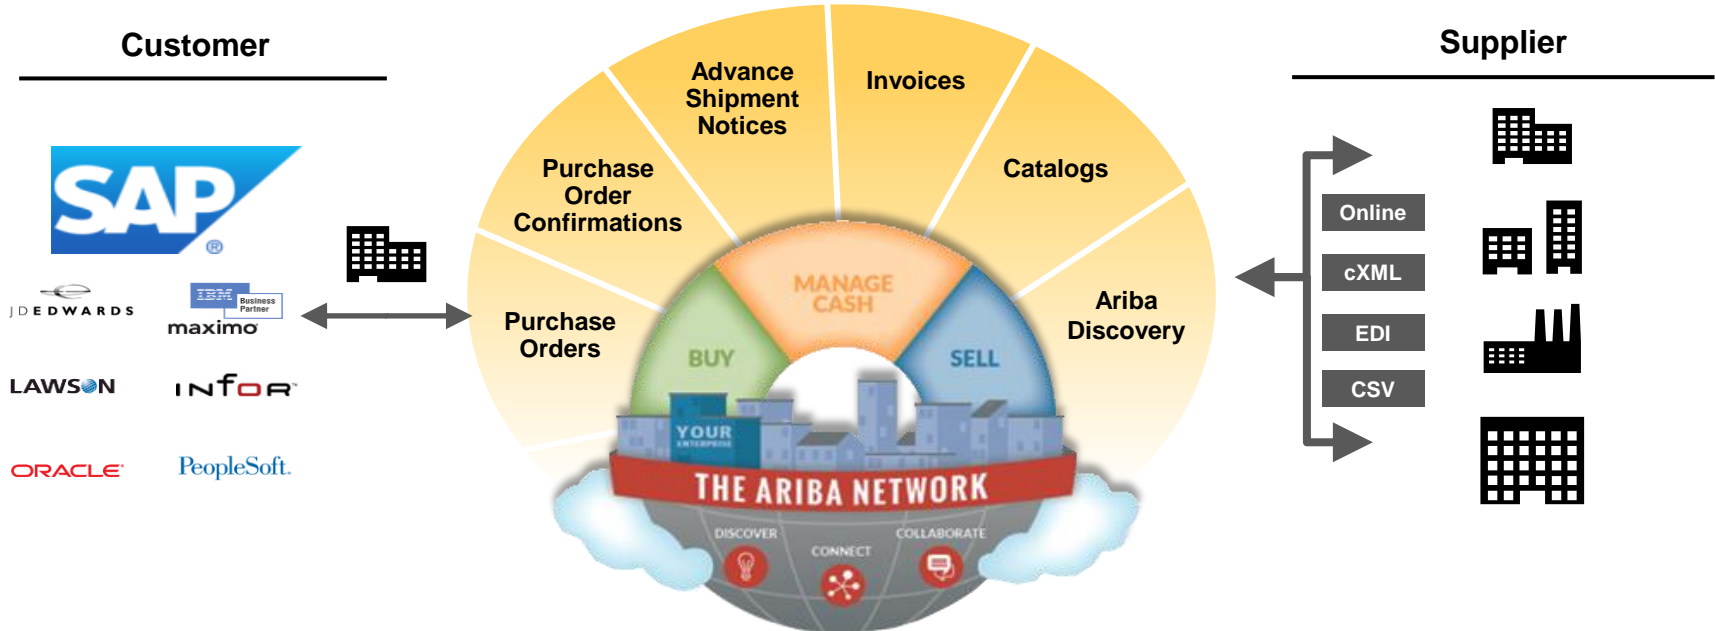 Customer
Supplier
Advance
Shipment
Notices
Invoices
Purchase
Order
Confirmations
Catalogs
Purchase
Orders
Ariba
Discovery
SAP
®
JDEDWARDS
IBM
Business
Partner
maximo
LAWSON
INFOR
ORACLE
PeopleSoft.
MANAGE
CASH
BUY
SELL
YOUR
ENTERPRISE
THE ARIBA NETWORK
DISCOVER
CONNECT
COLLABORATE
Online
cXML
EDI
CSV